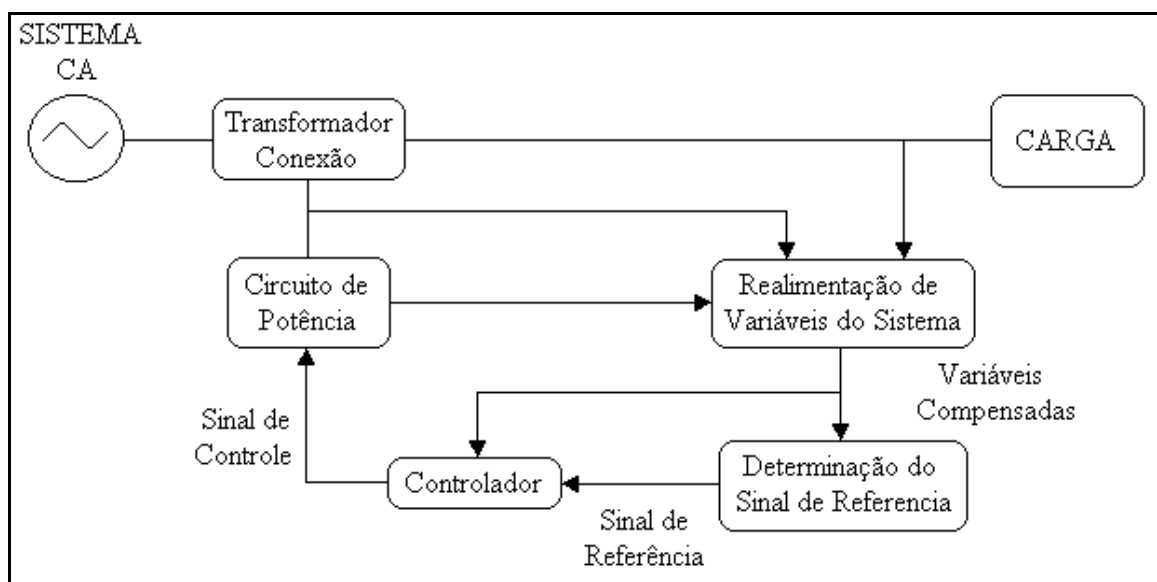 SISTEMA
CA
Transformador
Conexão
CARGA
Circuito de
Potência
Realimentação de
Variáveis do Sistema
Variáveis
Compensadas
Sinal de
Controle
Controlador
Determinação do
Sinal de Referencia
Sinal de
Referência